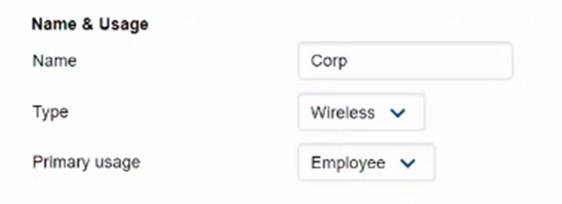 Name & Usage
Name Corp
Type Wireless
Primary usage Employee